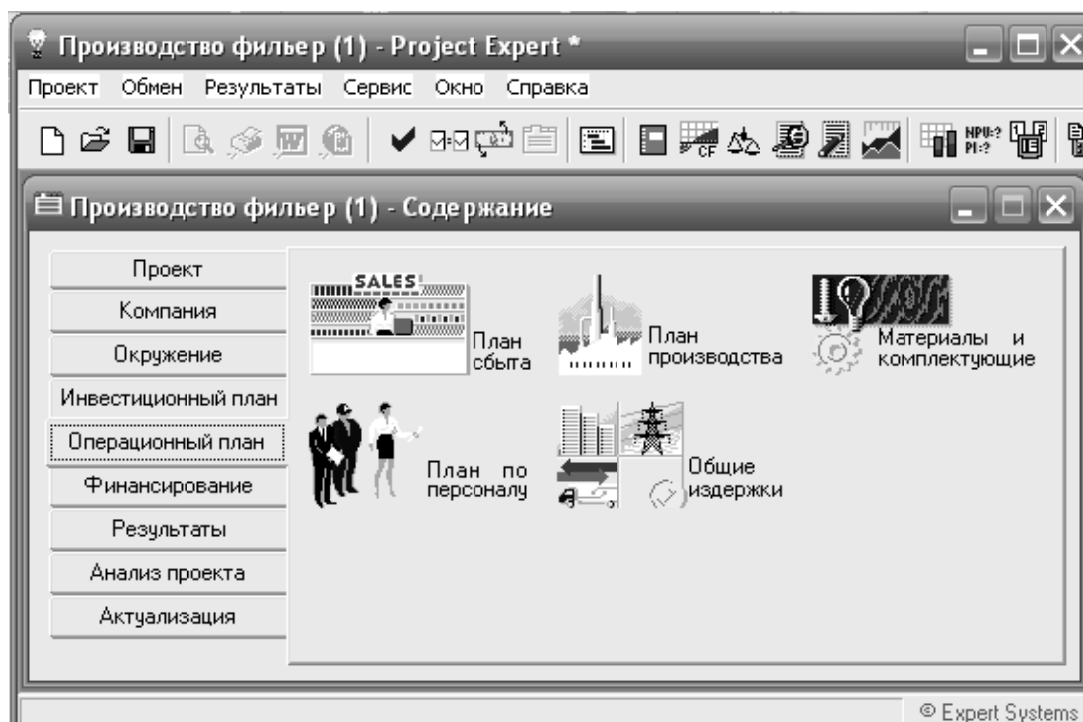 Производство фильер (1) - Project Expert *
Проект Обмен Результаты Сервис Окно Справка
CF
NPV:?
PI:?
Производство фильер (1) - Содержание
Проект
Компания
Окружение
Инвестиционный план
Операционный план
Финансирование
Результаты
Анализ проекта
Актуализация
SALES
План
сбыта
План
производства
Материалы и
комплектующие
План по
персоналу
Общие
издержки
© Expert Systems